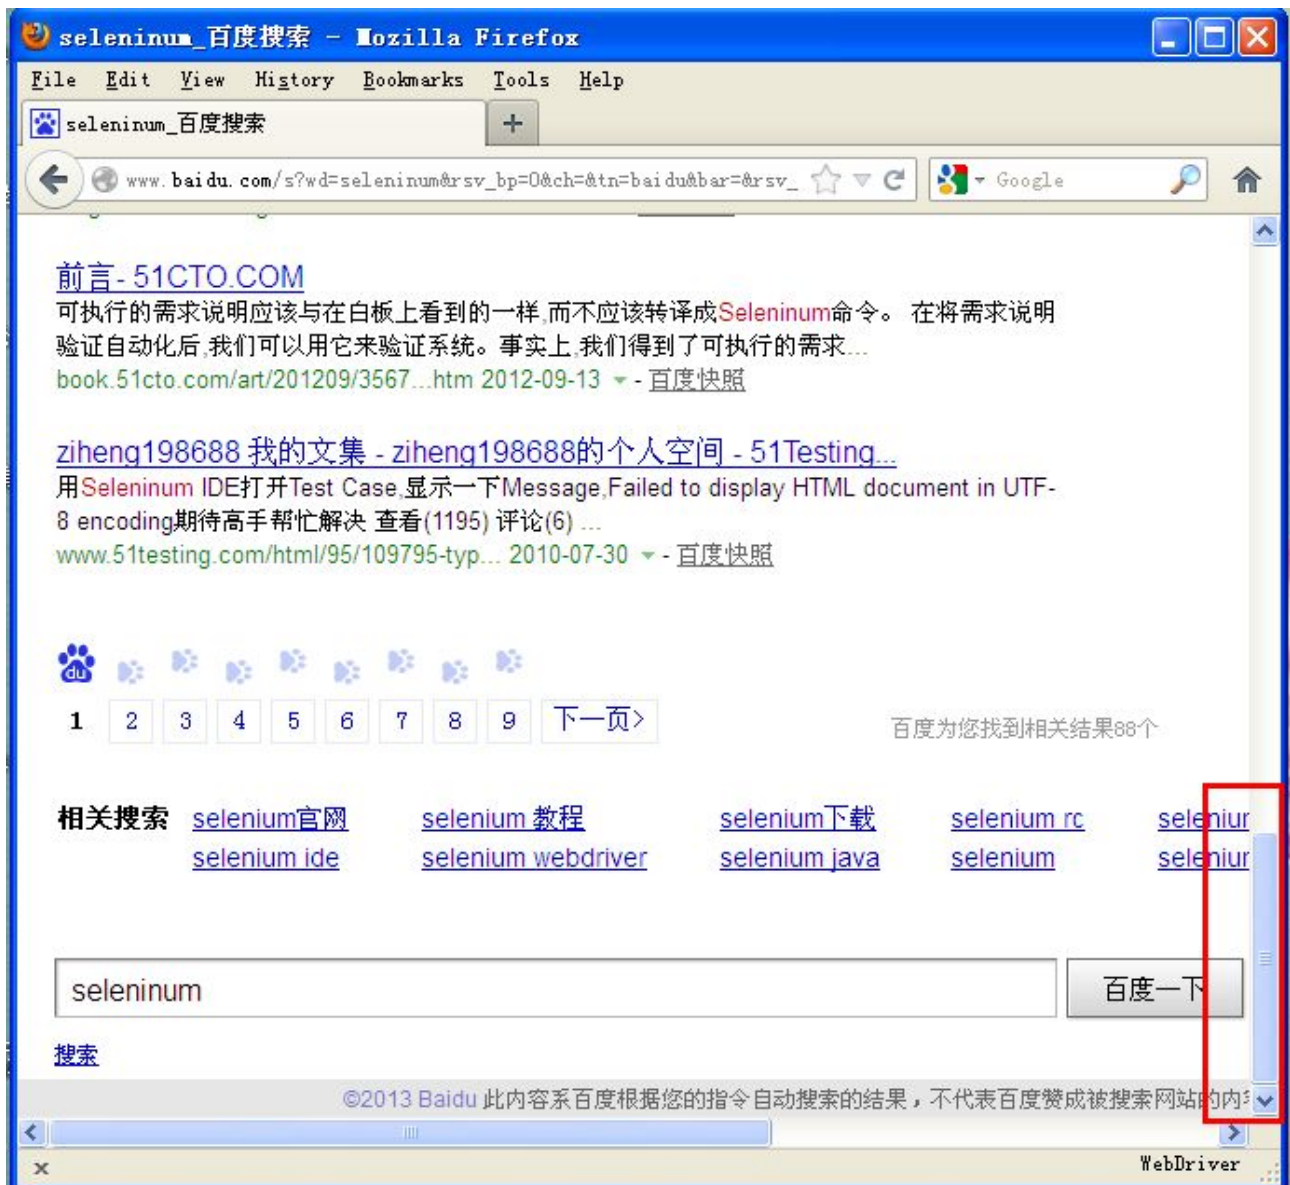 seleninum_百度搜索 - Mozilla Firefox
File Edit View History Bookmarks Tools Help
seleninum_百度搜索
www.baidu.com/s?wd=seleninum&rsv_bp=0&ch=&tn=baidu&bar=&rsv_ Google
前言- 51CTO.COM
可执行的需求说明应该与在白板上看到的一样,而不应该转译成Seleninum命令。 在将需求说明
验证自动化后,我们可以用它来验证系统。事实上,我们得到了可执行的需求...
book.51cto.com/art/201209/3567...htm 2012-09-13 - 百度快照
ziheng198688 我的文集 - ziheng198688的个人空间 - 51Testing...
用Seleninum IDE打开Test Case,显示一下Message,Failed to display HTML document in UTF-
8 encoding期待高手帮忙解决 查看(1195) 评论(6) ...
www.51testing.com/html/95/109795-typ... 2010-07-30 - 百度快照
du
1 2 3 4 5 6 7 8 9 下一页>
百度为您找到相关结果88个
相关搜索 selenium官网 selenium 教程 selenium下载 selenium rc seleniur
selenium ide selenium webdriver selenium java selenium seleniur
seleninum 百度一下
搜索
©2013 Baidu 此内容系百度根据您的指令自动搜索的结果，不代表百度赞成被搜索网站的内
x WebDriver